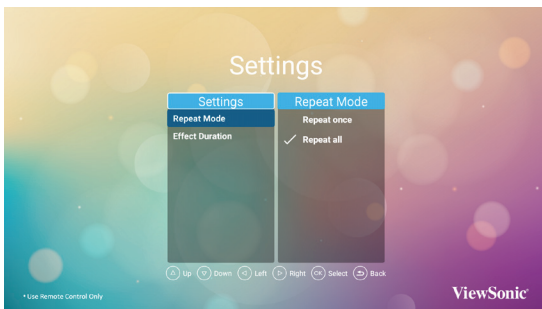 Settings
Settings
Repeat Mode
Repeat Mode
Effect Duration
Repeat once
Repeat all
Up Down Left Right OK Select Back
* Use Remote Control Only
ViewSonic®